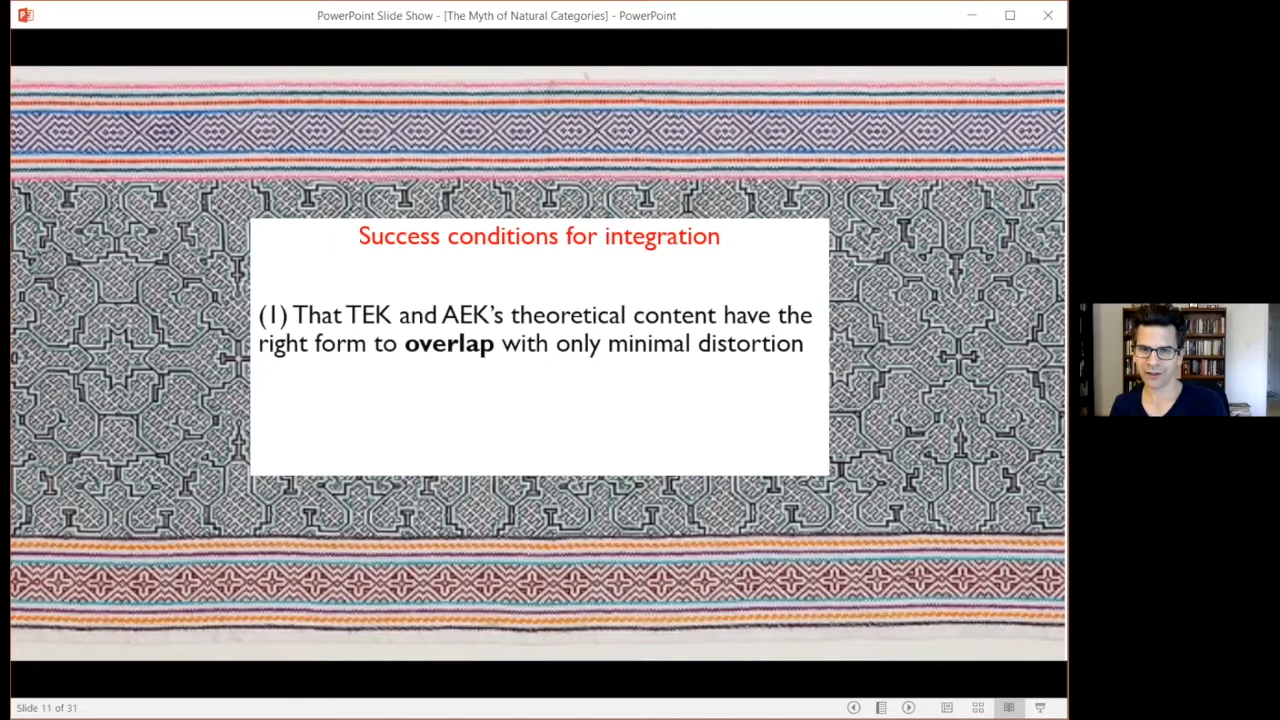 PowerPoint Slide Show - [The Myth of Natural Categories] - PowerPoint
Success conditions for integration
(1) That TEK and AEK's theoretical content have the
right form to overlap with only minimal distortion
Slide 11 of 31